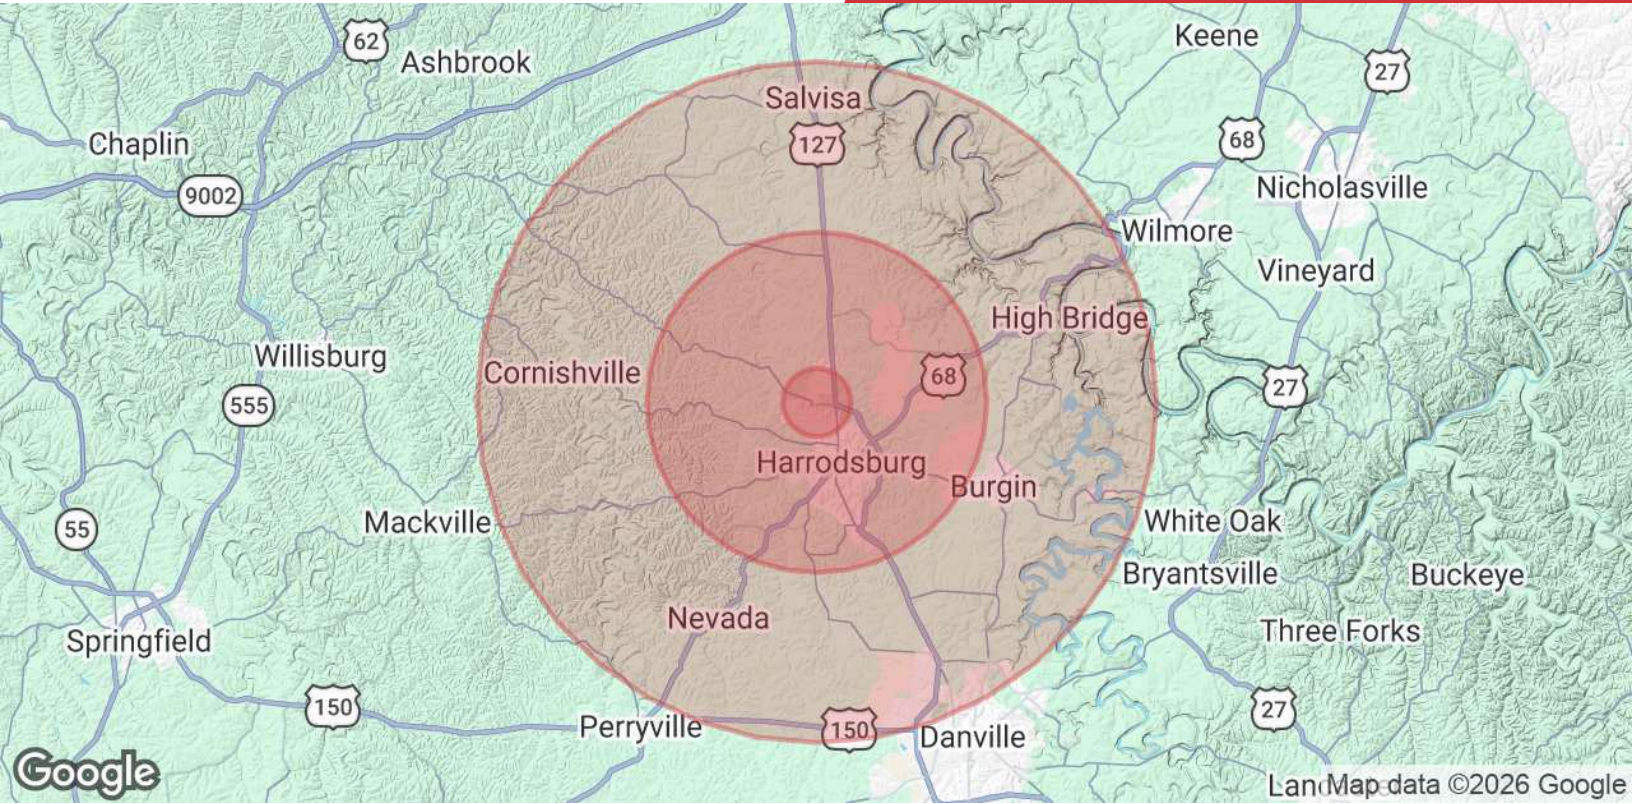 62
Ashbrook
Keene
27
Salvisa
Chaplin
127
68
9002
Nicholasville
Wilmore
Vineyard
High Bridge
Willisburg
Cornishville
68
27
555
Harrodsburg
Burgin
Mackville
White Oak
55
Bryantsville
Buckeye
Nevada
Three Forks
Springfield
150
27
Perryville
150
Danville
Google
Map data ©2026 Google